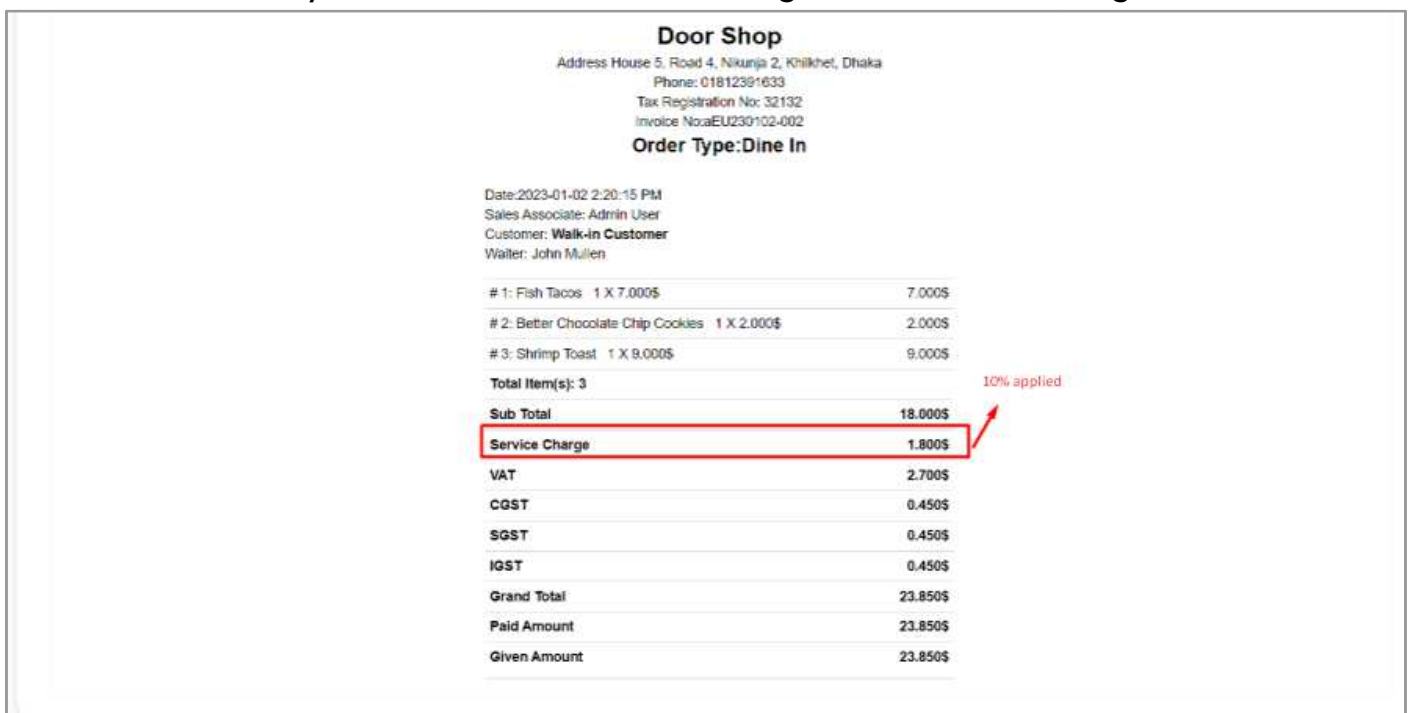 Door Shop
Address House 5, Road 4, Nikunja 2, Khilkhet, Dhaka
Phone: 01812391633
Tax Registration No: 32132
Invoice No:aEU230102-002
Order Type:Dine In
Date:2023-01-02 2:20:15 PM
Sales Associate: Admin User
Customer: Walk-in Customer
Waiter: John Mullen
# 1: Fish Tacos 1 X 7.000$ 7.000$
# 2: Better Chocolate Chip Cookies 1 X 2.000$ 2.000$
# 3: Shrimp Toast 1 X 9.000$ 9.000$
Total Item(s): 3
10% applied
Sub Total 18.000$
Service Charge 1.800$
VAT 2.700$
CGST 0.450$
SGST 0.450$
IGST 0.450$
Grand Total 23.850$
Paid Amount 23.850$
Given Amount 23.850$